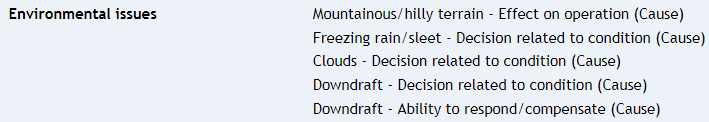 Environmental issues Mountainous/hilly terrain - Effect on operation (Cause)
Freezing rain/sleet - Decision related to condition (Cause)
Clouds - Decision related to condition (Cause)
Downdraft - Decision related to condition (Cause)
Downdraft - Ability to respond/compensate (Cause)